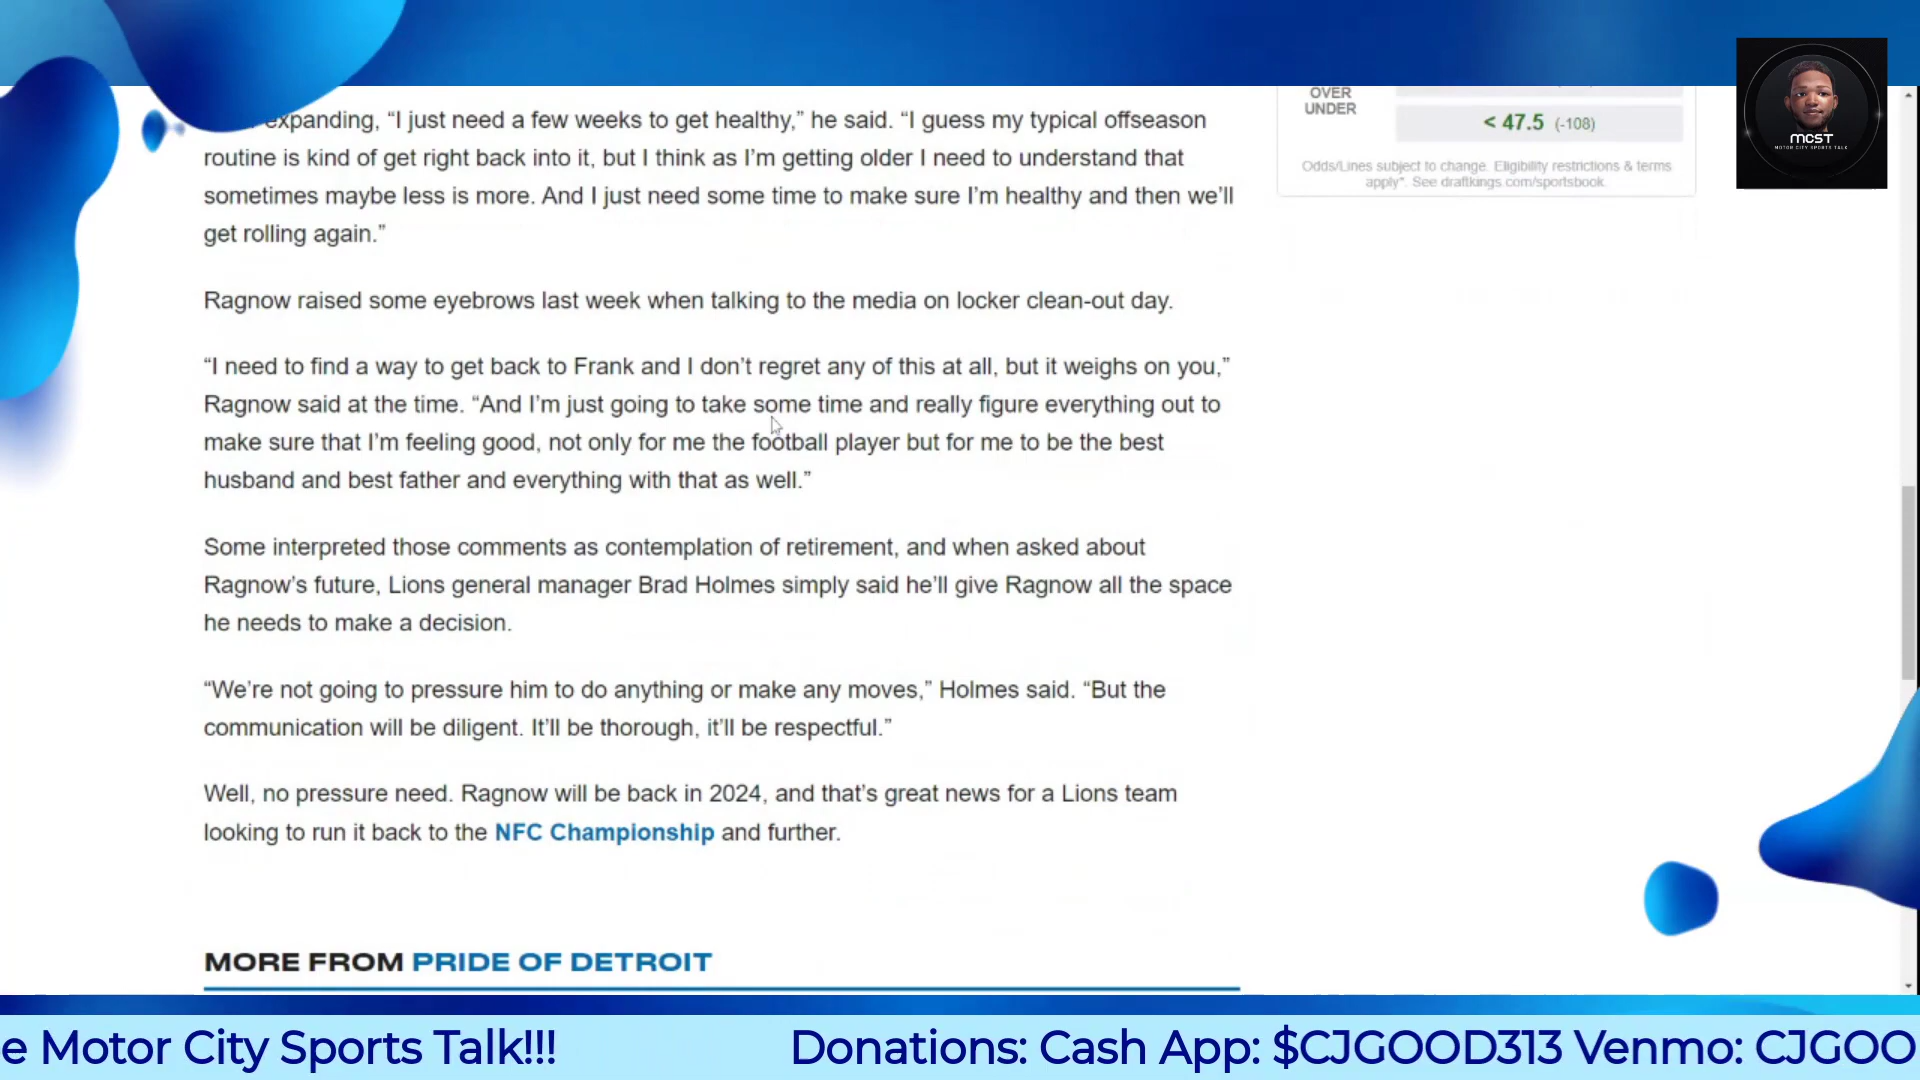 expanding, “I just need a few weeks to get healthy,” he said. “I guess my typical offseason
routine is kind of get right back into it, but I think as I’m getting older I need to understand that
sometimes maybe less is more. And I just need some time to make sure I’m healthy and then we’ll
get rolling again.”
Ragnow raised some eyebrows last week when talking to the media on locker clean-out day.
“I need to find a way to get back to Frank and I don’t regret any of this at all, but it weighs on you,”
Ragnow said at the time. “And I’m just going to take some time and really figure everything out to
make sure that I’m feeling good, not only for me the football player but for me to be the best
husband and best father and everything with that as well.”
Some interpreted those comments as contemplation of retirement, and when asked about
Ragnow’s future, Lions general manager Brad Holmes simply said he’ll give Ragnow all the space
he needs to make a decision.
“We’re not going to pressure him to do anything or make any moves,” Holmes said. “But the
communication will be diligent. It’ll be thorough, it’ll be respectful.”
Well, no pressure need. Ragnow will be back in 2024, and that’s great news for a Lions team
looking to run it back to the NFC Championship and further.
MORE FROM PRIDE OF DETROIT
OVER
UNDER
< 47.5 (-108)
Odds/Lines subject to change. Eligibility restrictions & terms
apply*. See draftkings.com/sportsbook.
MCST
MOTOR CITY SPORTS TALK
e Motor City Sports Talk!!! Donations: Cash App: $CJGOOD313 Venmo: CJGOO